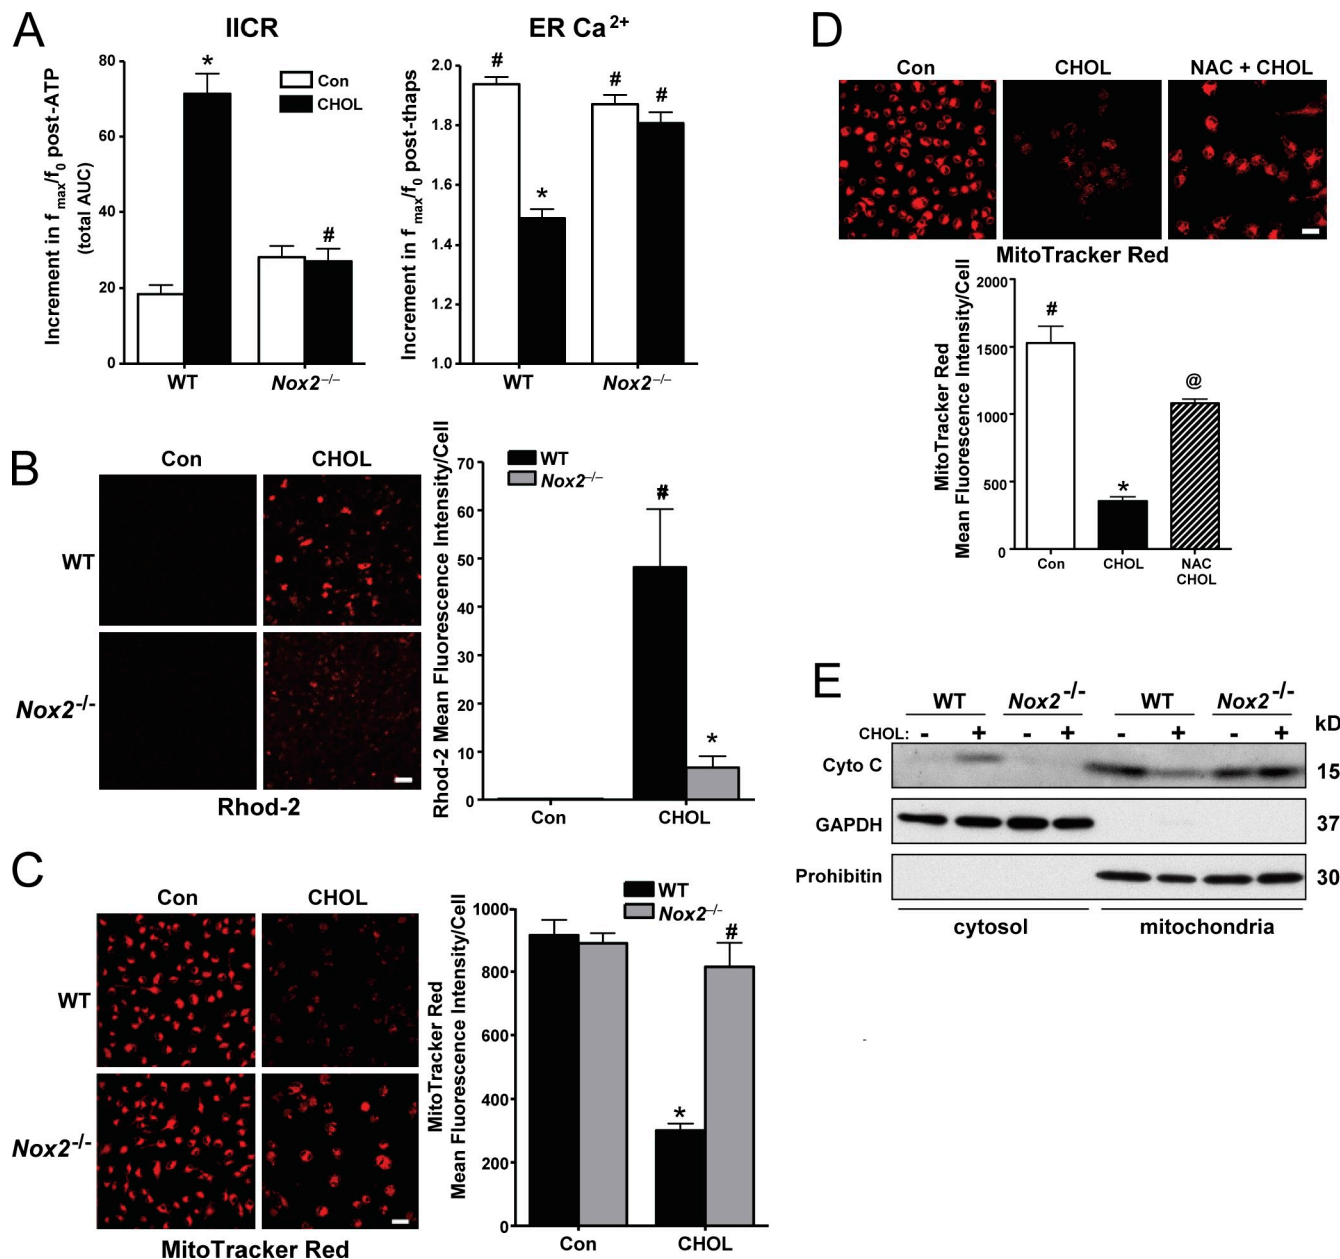 A
IICR
Increment in f max/f0 post-ATP
(total AUC)
80
60
40
20
0
*
#
Con
CHOL
WT
Nox2–/–
ER Ca2+
Increment in f max/f0 post-thaps
2.0
1.8
1.6
1.4
1.2
1.0
#
*
#
#
WT
Nox2–/–
B
Con
CHOL
WT
Nox2-/-
Rhod-2
Rhod-2 Mean Fluorescence Intensity/Cell
70
60
50
40
30
20
10
0
WT
Nox2–/–
#
*
Con
CHOL
C
Con
CHOL
WT
Nox2-/-
MitoTracker Red
MitoTracker Red
Mean Fluorescence Intensity/Cell
1000
800
600
400
200
0
WT
Nox2–/–
*
#
Con
CHOL
D
Con
CHOL
NAC + CHOL
MitoTracker Red
MitoTracker Red
Mean Fluorescence Intensity/Cell
2000
1500
1000
500
0
#
*
@
Con
CHOL
NAC
CHOL
E
WT
Nox2-/-
WT
Nox2-/-
kD
CHOL: - + - + - + - +
Cyto C
15
GAPDH
37
Prohibitin
30
cytosol
mitochondria